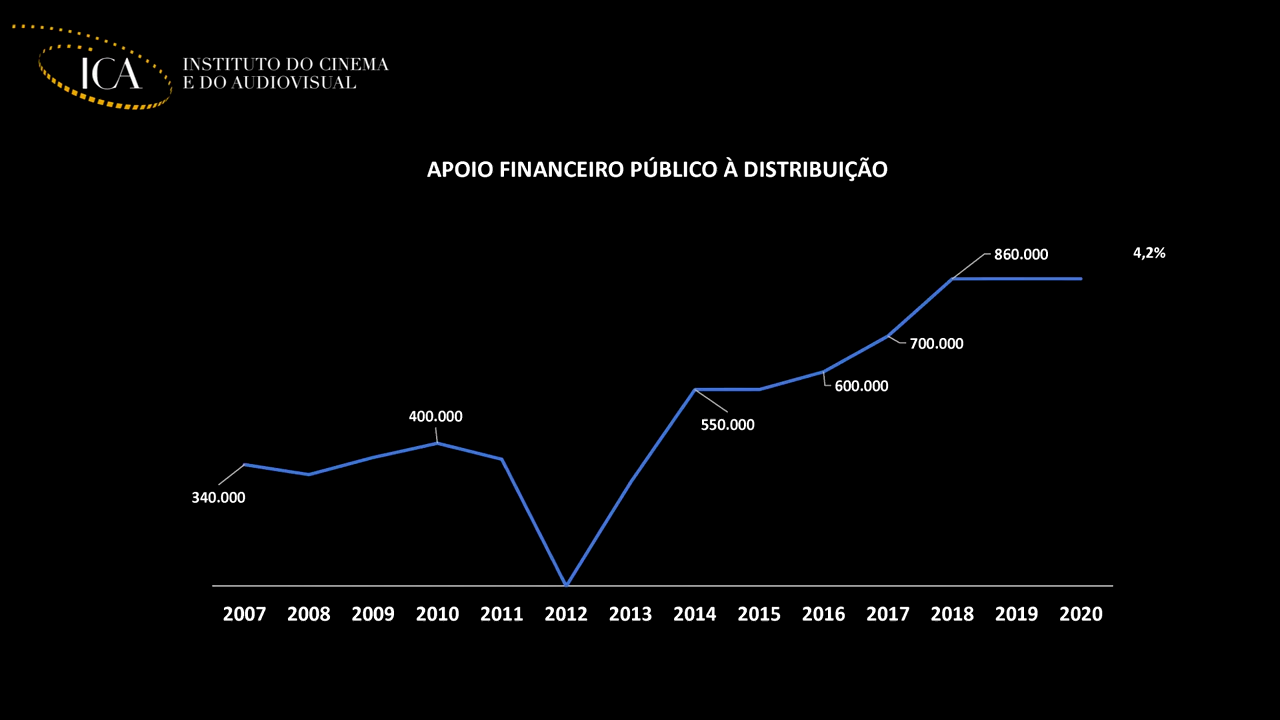 ICA
INSTITUTO DO CINEMA
E DO AUDIOVISUAL
APOIO FINANCEIRO PÚBLICO À DISTRIBUIÇÃO
860.000
4,2%
700.000
600.000
400.000
550.000
340.000
2007 2008 2009 2010 2011 2012 2013 2014 2015 2016 2017 2018 2019 2020